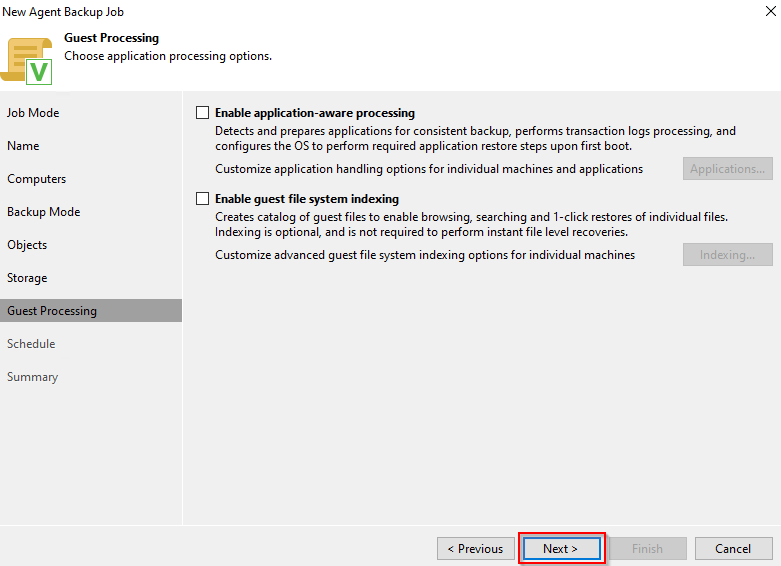 New Agent Backup Job
Guest Processing
Choose application processing options.
V
Job Mode
Name
Computers
Backup Mode
Objects
Storage
Guest Processing
Schedule
Summary
Enable application-aware processing
Detects and prepares applications for consistent backup, performs transaction logs processing, and
configures the OS to perform required application restore steps upon first boot.
Customize application handling options for individual machines and applications
Applications...
Enable guest file system indexing
Creates catalog of guest files to enable browsing, searching and 1-click restores of individual files.
Indexing is optional, and is not required to perform instant file level recoveries.
Customize advanced guest file system indexing options for individual machines
Indexing...
< Previous
Next >
Finish
Cancel